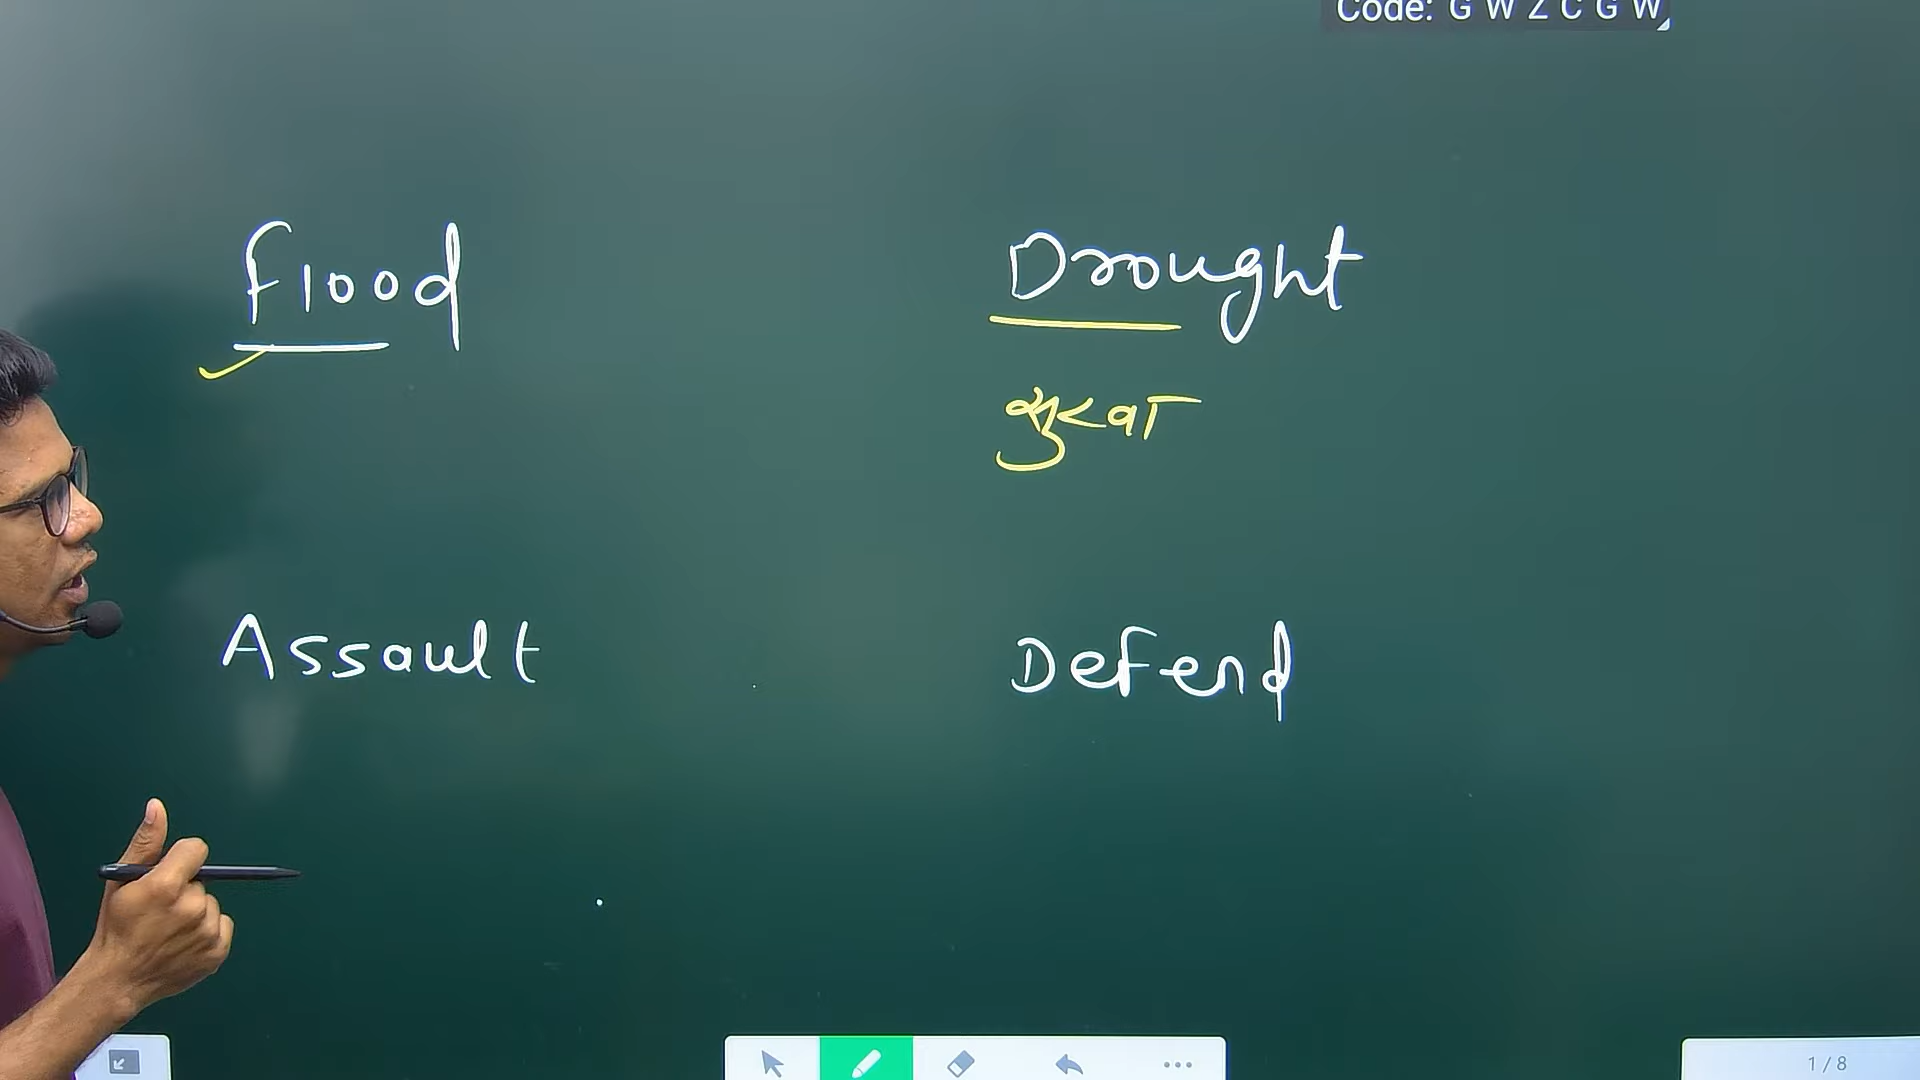 Code: G W Z C G W
Flood
Drought
Assault
Defend
1 / 8